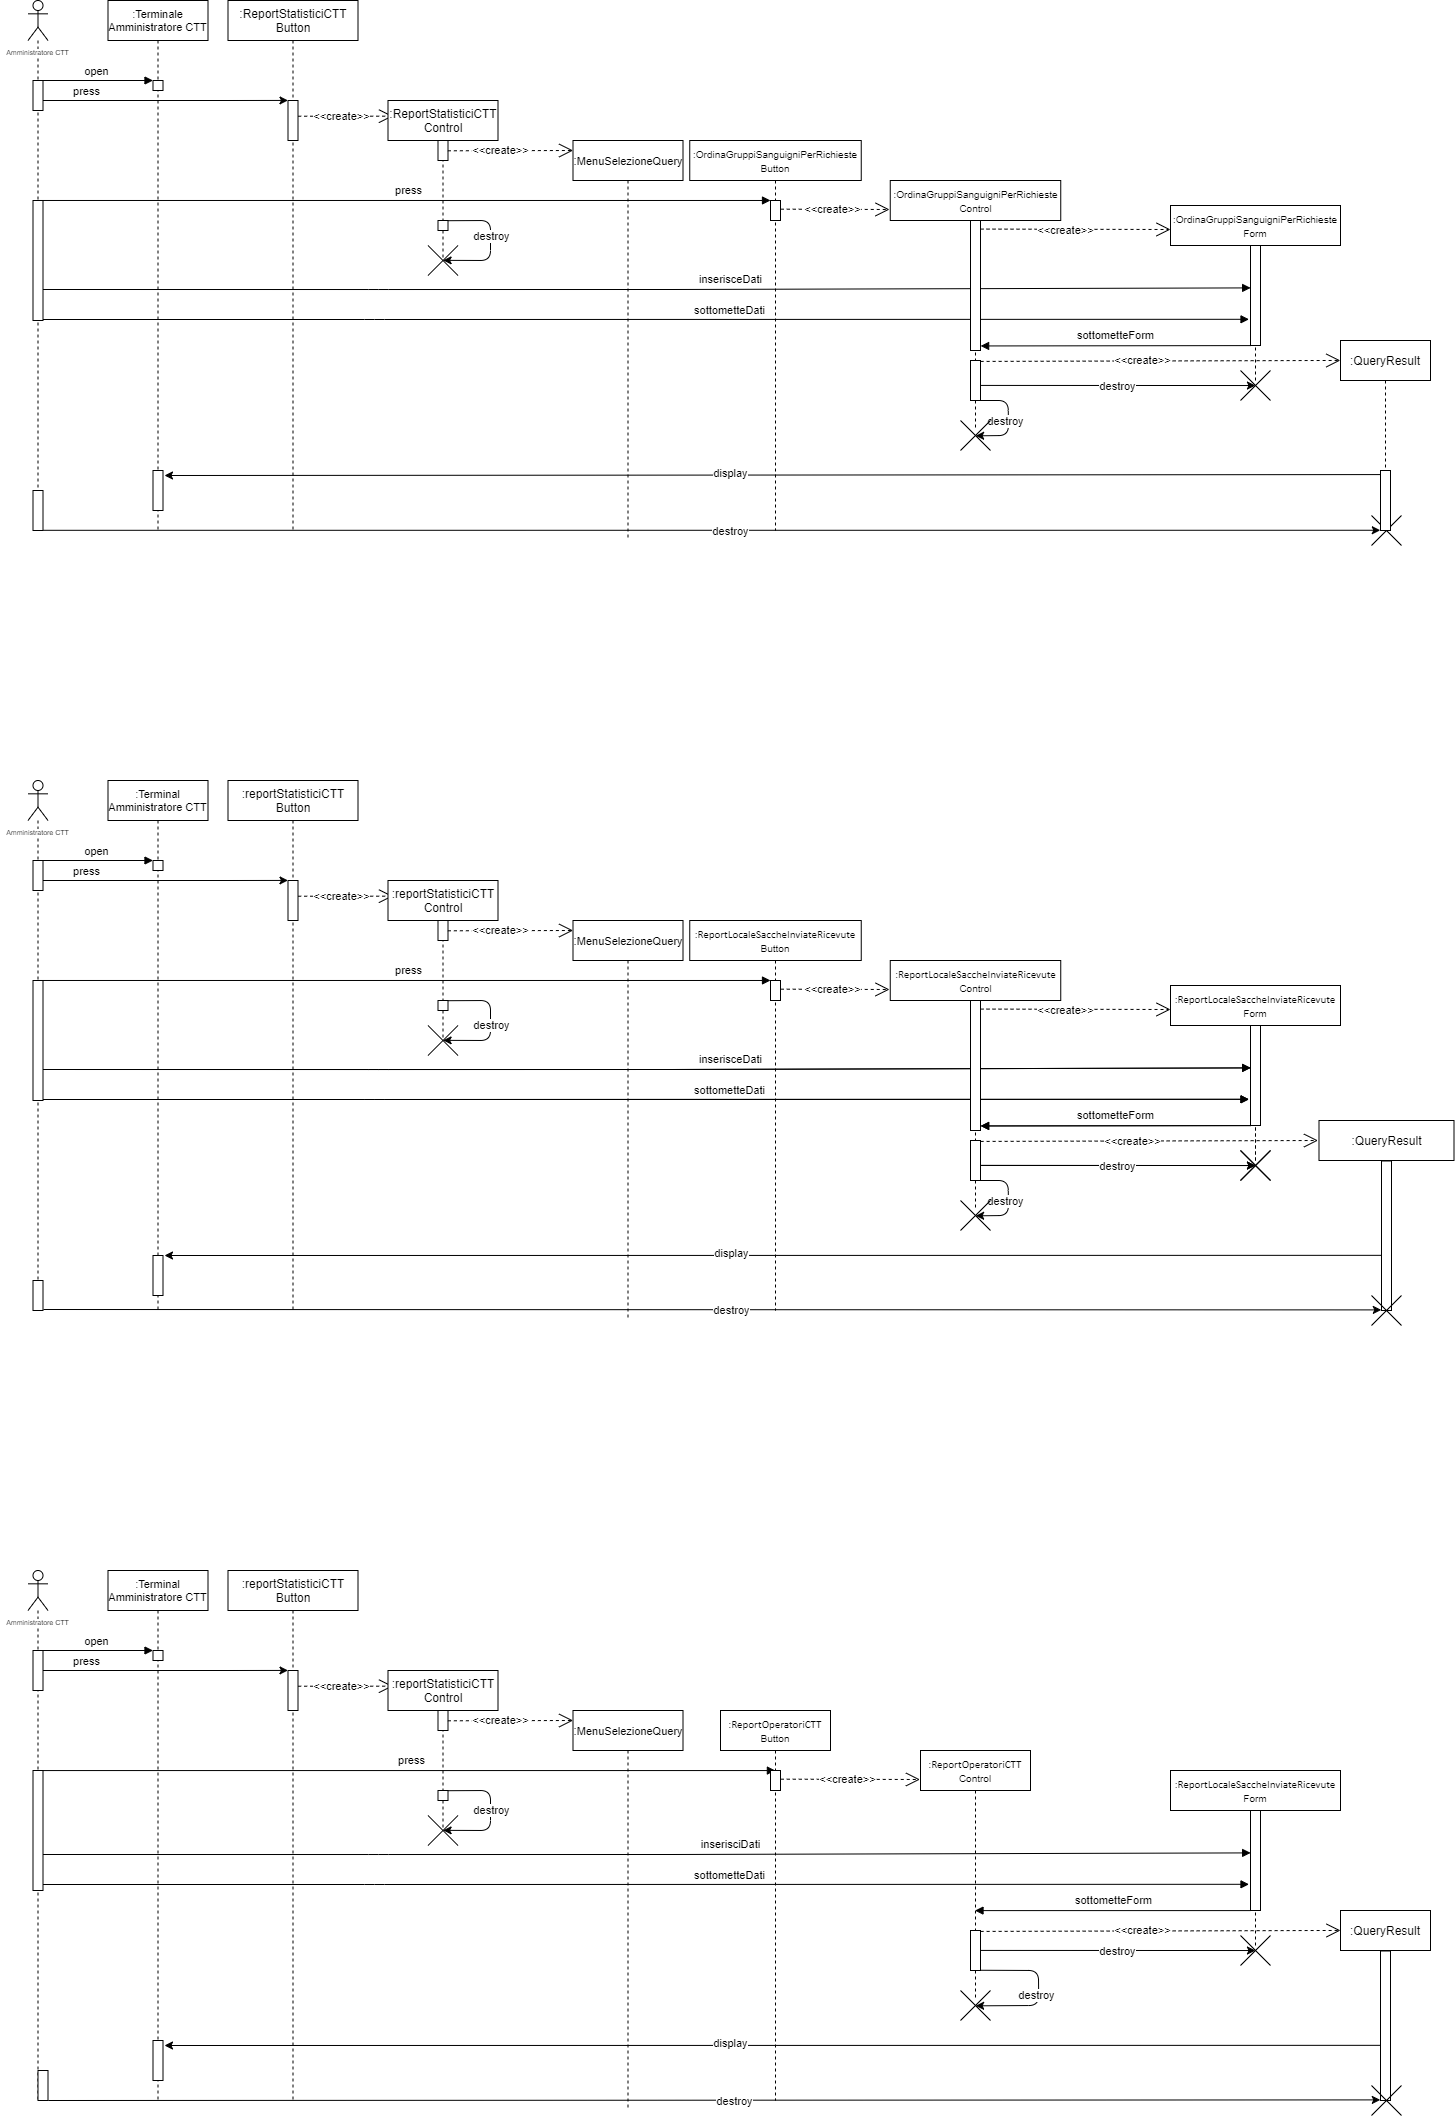 :Terminale
Amministratore CTT
:ReportStatisticiCTT
Button
Amministratore CTT
open
press
<<create>>
:ReportStatisticiCTT
Control
<<create>>
:MenuSelezioneQuery
:OrdinaGruppiSanguigniPerRichieste
Button
press
<<create>>
:OrdinaGruppiSanguigniPerRichieste
Control
<<create>>
:OrdinaGruppiSanguigniPerRichieste
Form
destroy
inserisceDati
sottometteDati
sottometteForm
<<create>>
:QueryResult
destroy
destroy
display
destroy
:Terminal
Amministratore CTT
:reportStatisticiCTT
Button
Amministratore CTT
open
press
<<create>>
:reportStatisticiCTT
Control
<<create>>
:MenuSelezioneQuery
:ReportLocaleSaccheInviateRicevute
Button
press
<<create>>
:ReportLocaleSaccheInviateRicevute
Control
<<create>>
:ReportLocaleSaccheInviateRicevute
Form
destroy
inserisceDati
sottometteDati
sottometteForm
<<create>>
:QueryResult
destroy
destroy
display
destroy
:Terminal
Amministratore CTT
:reportStatisticiCTT
Button
Amministratore CTT
open
press
<<create>>
:reportStatisticiCTT
Control
<<create>>
:MenuSelezioneQuery
:ReportOperatoriCTT
Button
press
<<create>>
:ReportOperatoriCTT
Control
:ReportLocaleSaccheInviateRicevute
Form
destroy
inserisciDati
sottometteDati
sottometteForm
<<create>>
:QueryResult
destroy
destroy
display
destroy